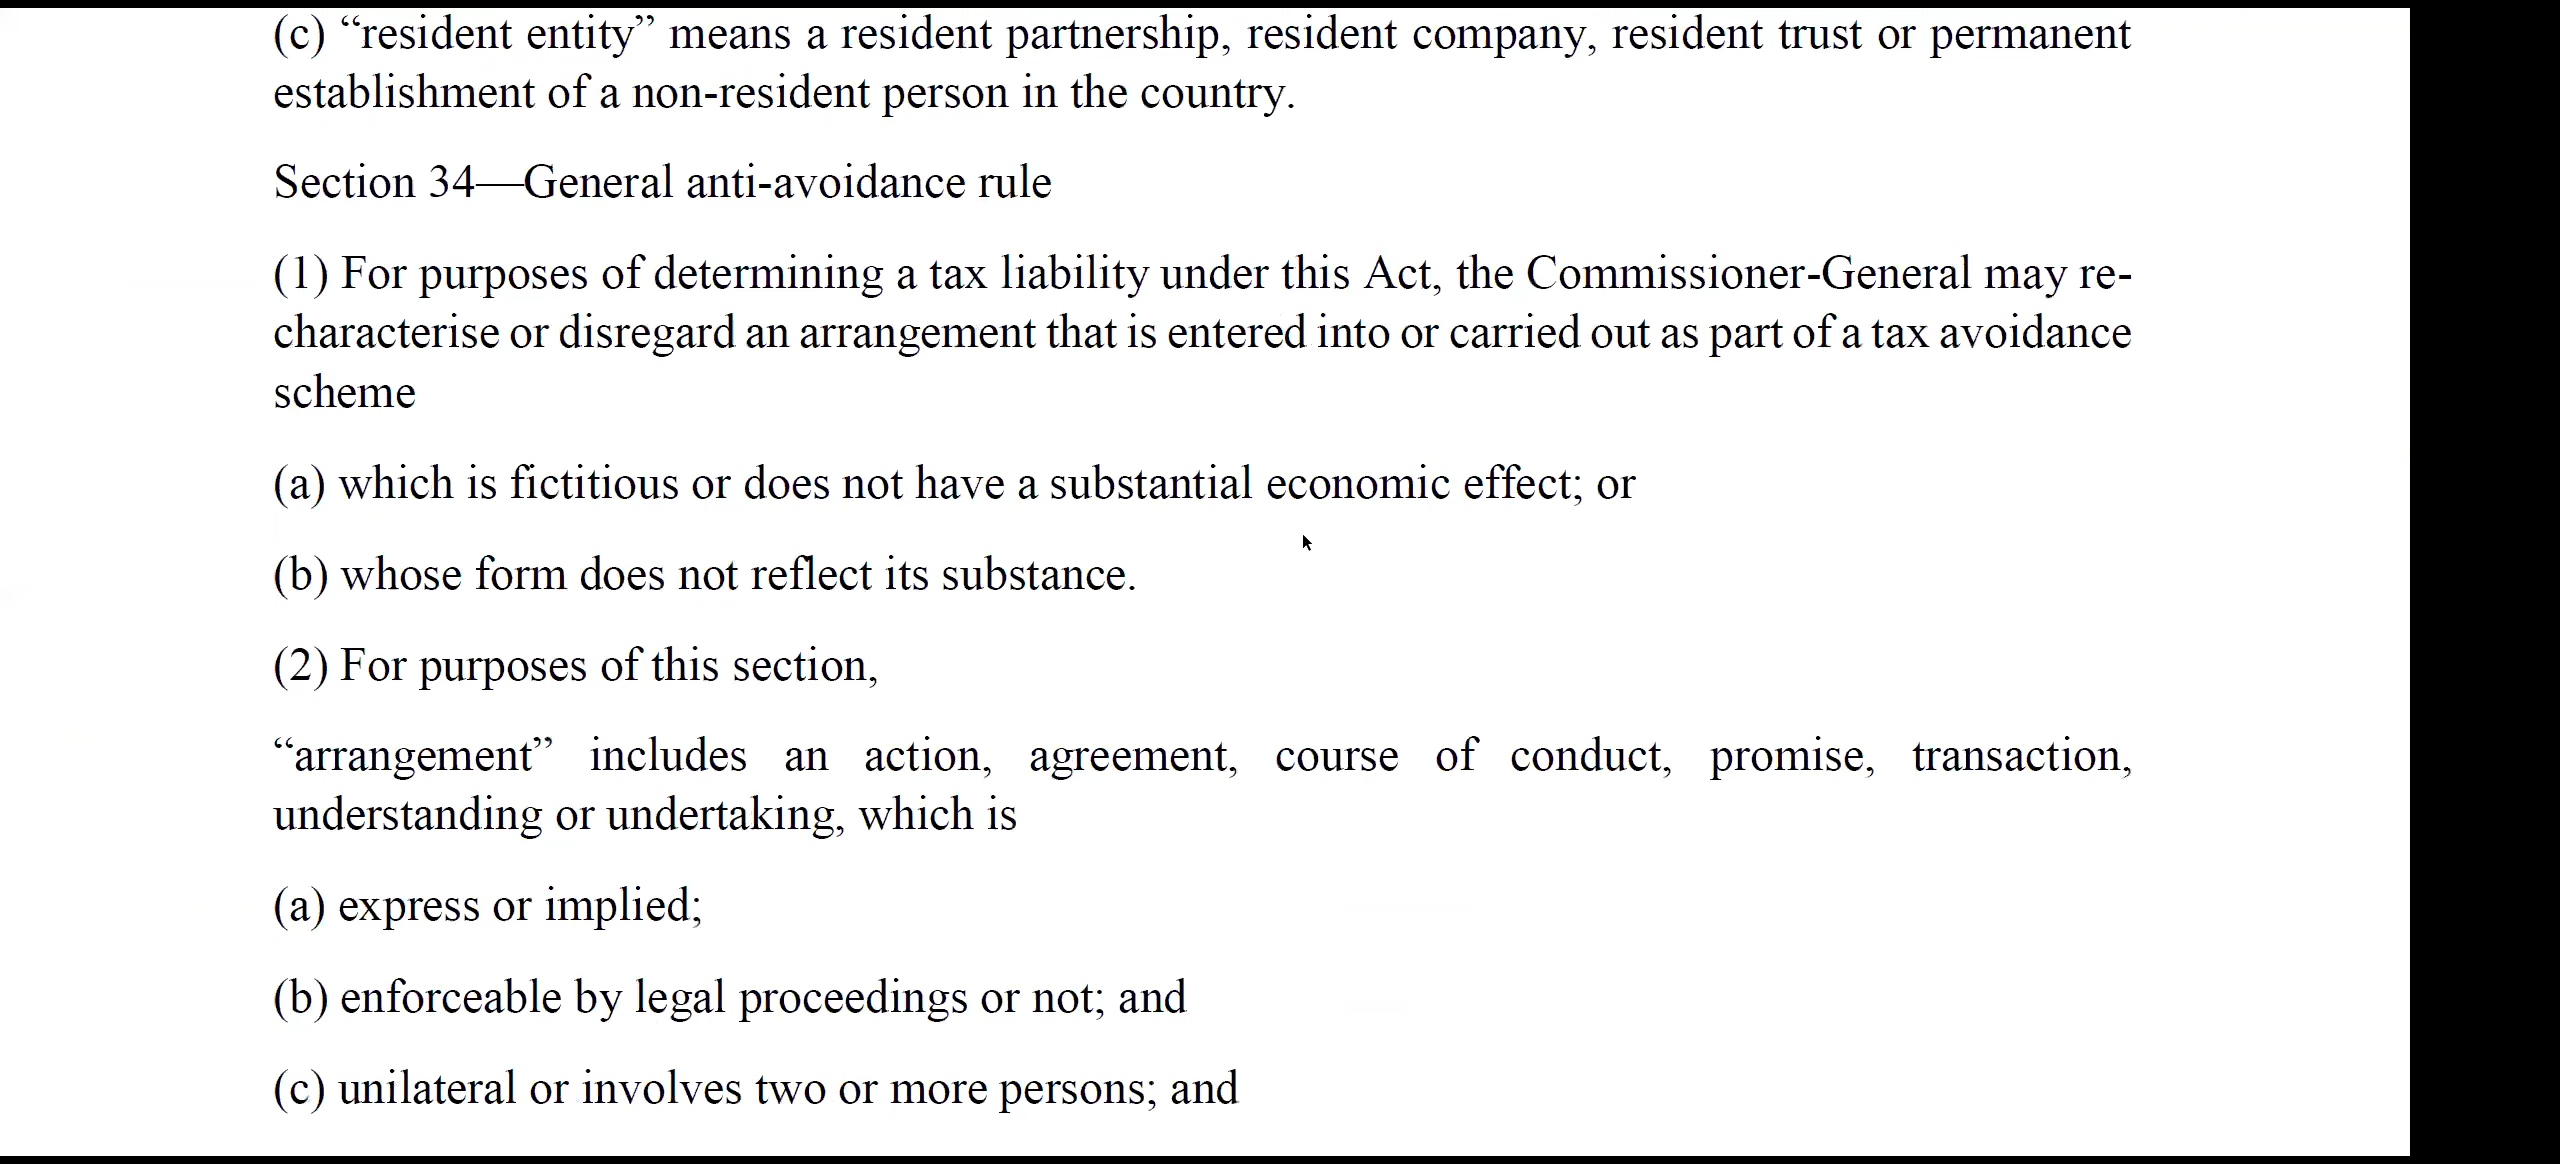 (c) “resident entity” means a resident partnership, resident company, resident trust or permanent
establishment of a non-resident person in the country.
Section 34—General anti-avoidance rule
(1) For purposes of determining a tax liability under this Act, the Commissioner-General may re-
characterise or disregard an arrangement that is entered into or carried out as part of a tax avoidance
scheme
(a) which is fictitious or does not have a substantial economic effect; or
(b) whose form does not reflect its substance.
(2) For purposes of this section,
“arrangement” includes an action, agreement, course of conduct, promise, transaction,
understanding or undertaking, which is
(a) express or implied;
(b) enforceable by legal proceedings or not; and
(c) unilateral or involves two or more persons; and